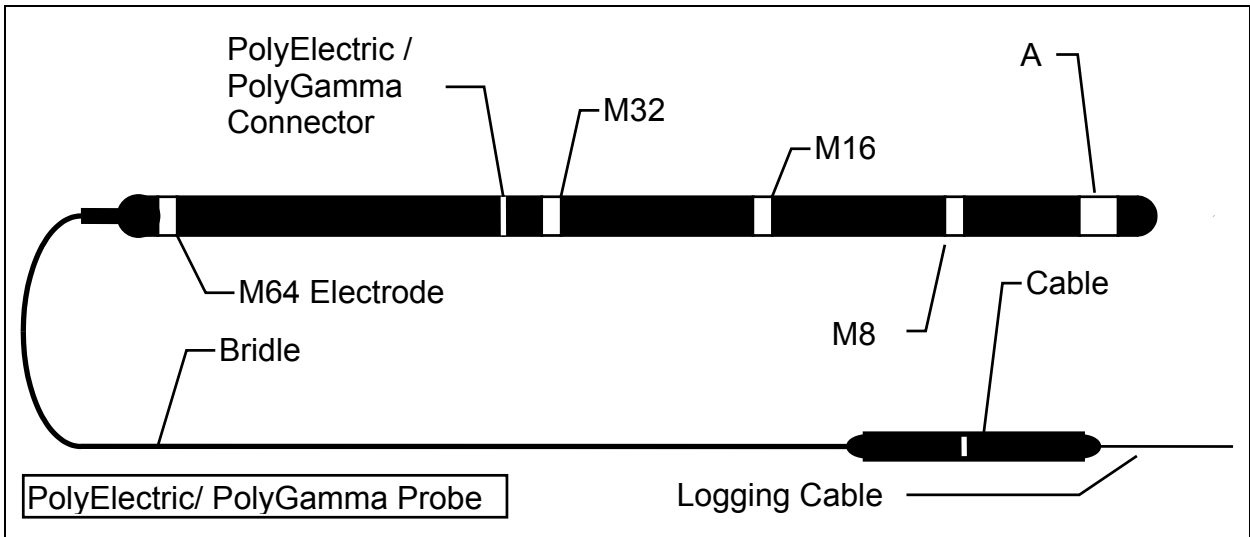 PolyElectric /
PolyGamma
Connector
M32
A
M16
M64 Electrode
M8
Cable
Bridle
PolyElectric/ PolyGamma Probe
Logging Cable